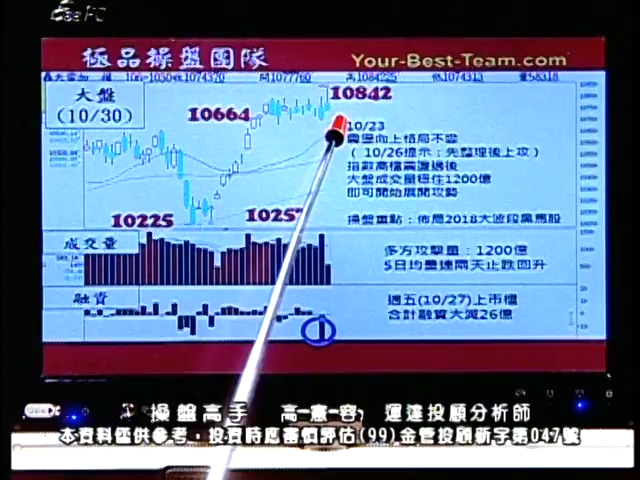 極品操盤團隊
Your-Best-Team.com
大盤
(10/30)
10664
10842
10/23
震盪向上格局不變
( 10/26提示:先整理後上攻 )
指數高檔震盪過後
大盤成交量穩住1200億
即可開始展開攻勢
10225
操盤重點:佈局2018大波段黑馬股
成交量
多方攻擊量:1200億
5日均量連兩天止跌回升
融資
週五(10/27)上市櫃
合計融資大減26億
操盤高手 高憲容 運達投顧分析師
本資料僅供參考,投資時應審慎評估(99)金管投顧新字第047號